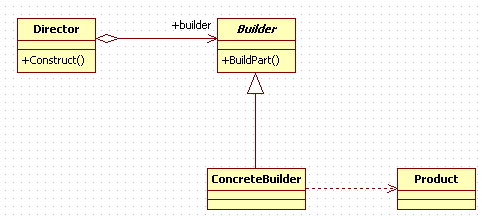 +builder
Director
Builder
+Construct()
+BuildPart()
ConcreteBuilder
Product